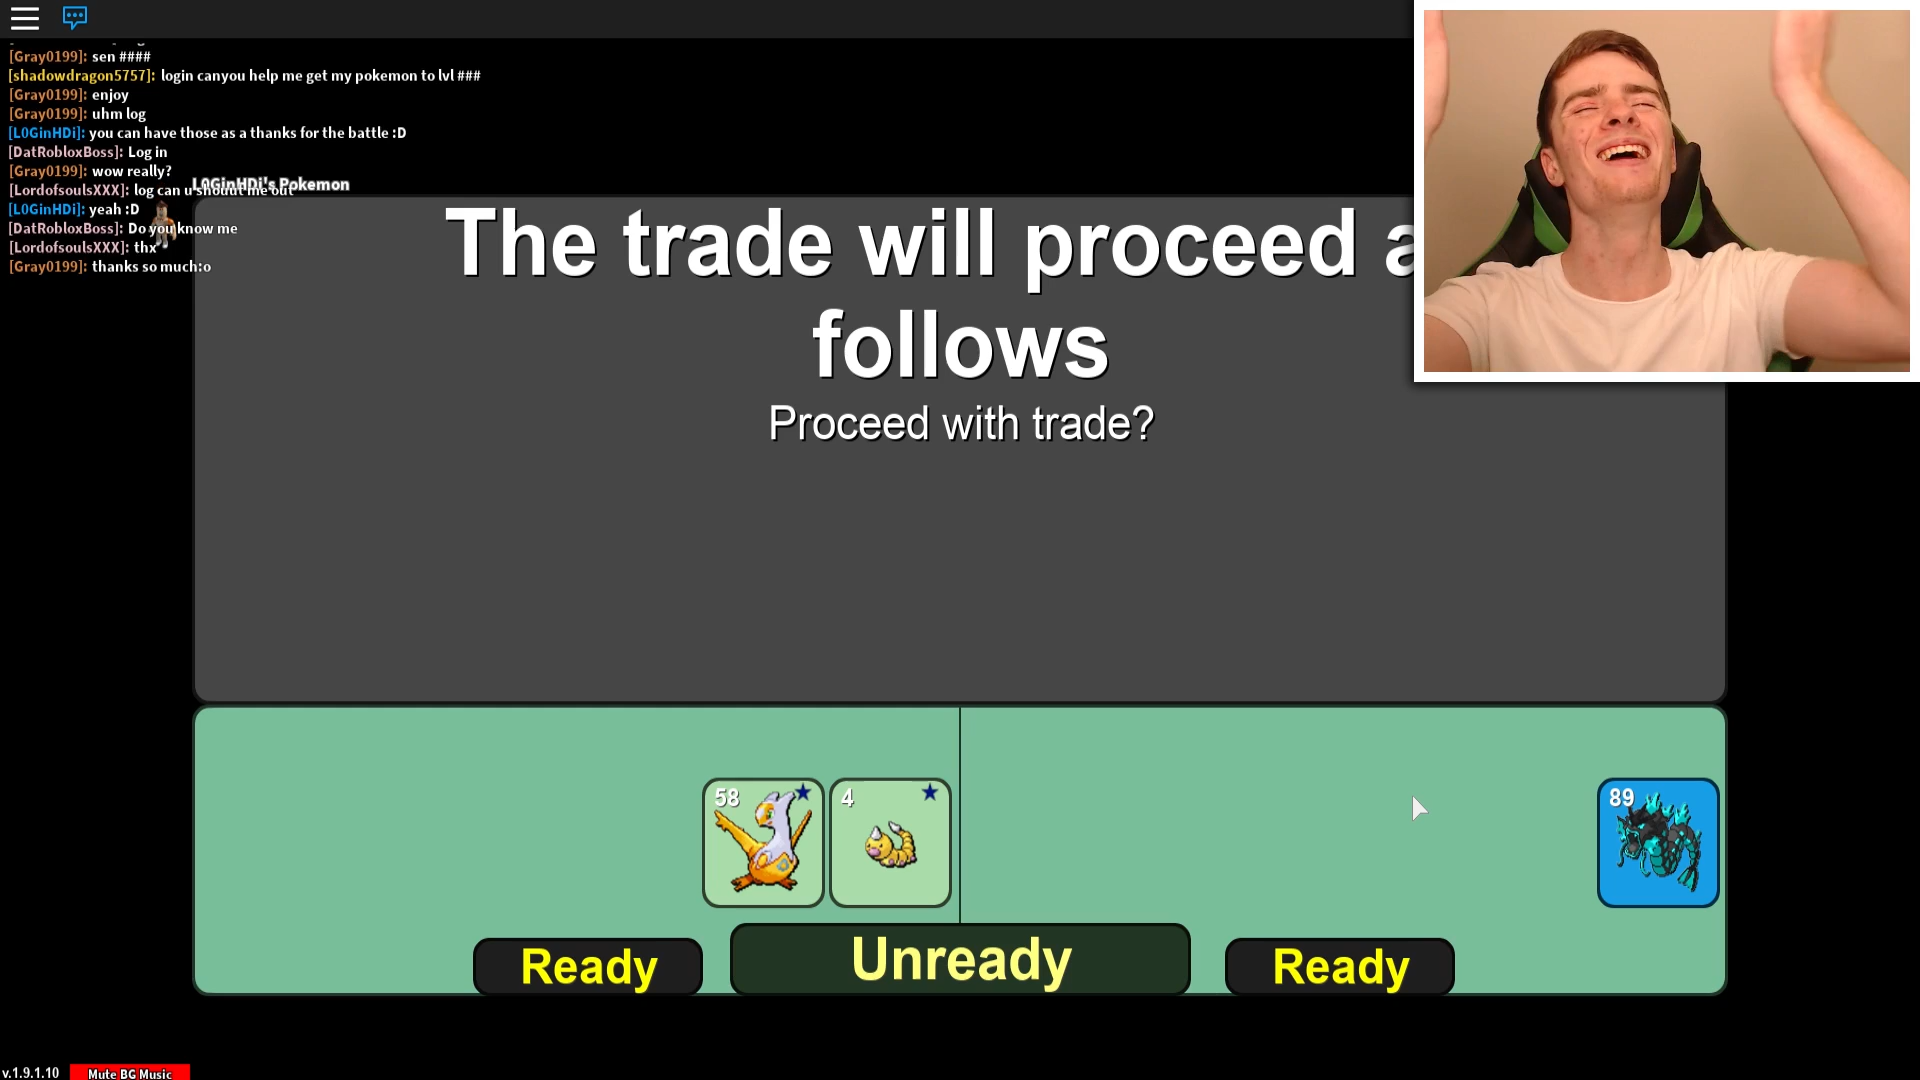 [Gray0199]: sen ####
[shadowdragon5757]: login canyou help me get my pokemon to lvl ###
[Gray0199]: enjoy
[Gray0199]: uhm log
[L0GinHDi]: you can have those as a thanks for the battle :D
[DatRobloxBoss]: Log in
[Gray0199]: wow really?
L0GinHDi's Pokemon
[LordofsoulsXXX]: log can u shouut me out
[L0GinHDi]: yeah :D
[DatRobloxBoss]: Do you know me
[LordofsoulsXXX]: thx
[Gray0199]: thanks so much:o
The trade will proceed a
follows
Proceed with trade?
58
4
89
Ready
Unready
Ready
v.1.9.1.10
Mute BG Music